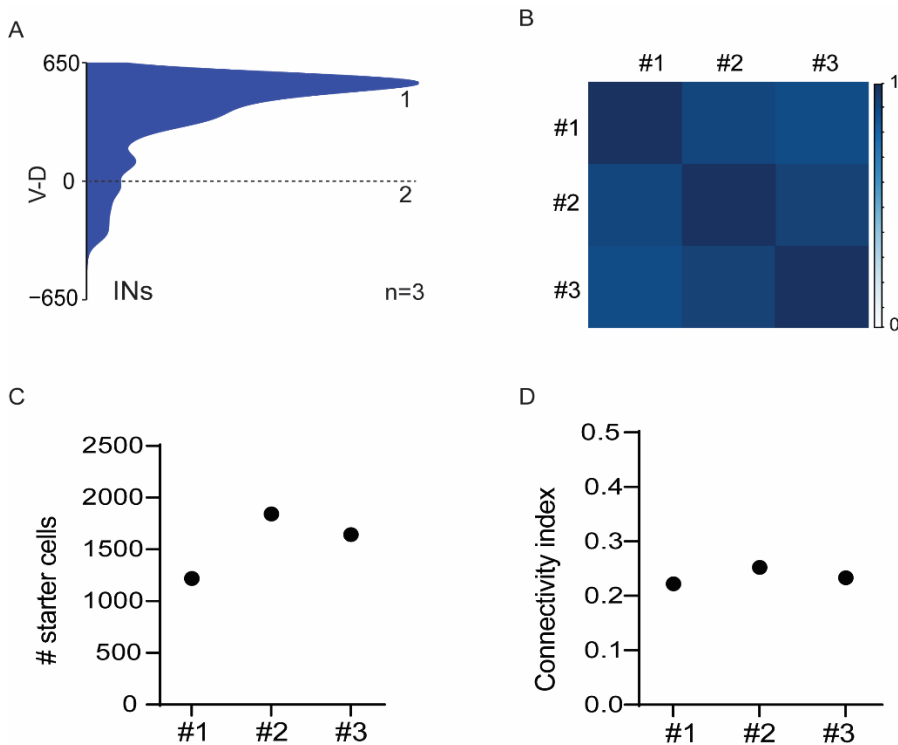 A
650
1
V-D
0
2
−650
INs
n=3
B
#1 #2 #3
1
#1
#2
#3
0
C
2500
2000
1500
1000
500
0
# starter cells
#1 #2 #3
D
0.5
0.4
0.3
0.2
0.1
0.0
Connectivity index
#1 #2 #3